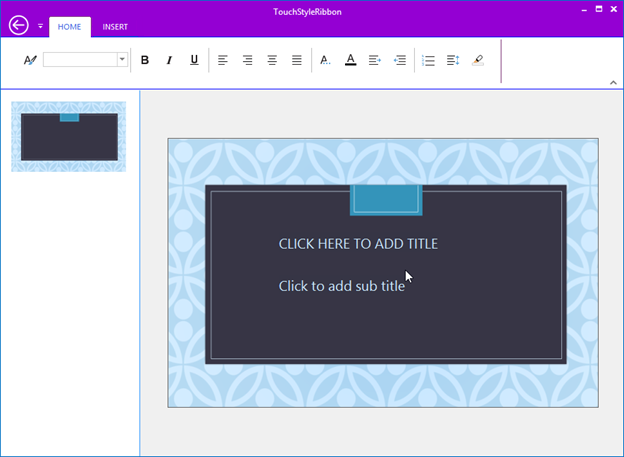 TouchStyleRibbon
HOME INSERT
B I U A.. A
CLICK HERE TO ADD TITLE
Click to add sub title